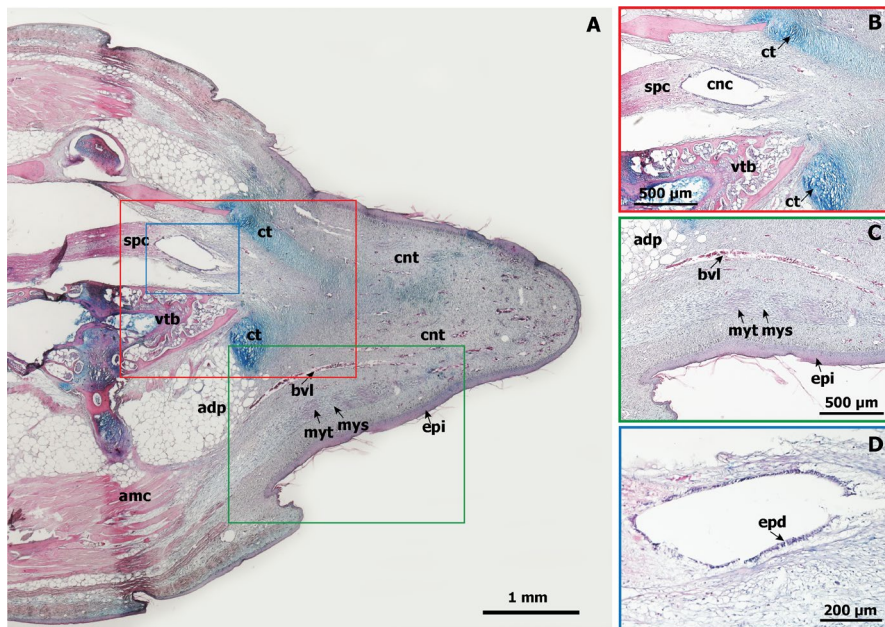 A
spc
ct
cnt
vtb
ct
cnt
bvl
adp
myt mys
epi
amc
1 mm
B
ct
spc
cnc
vtb
500 µm
ct
C
adp
bvl
myt mys
epi
500 µm
D
epd
200 µm